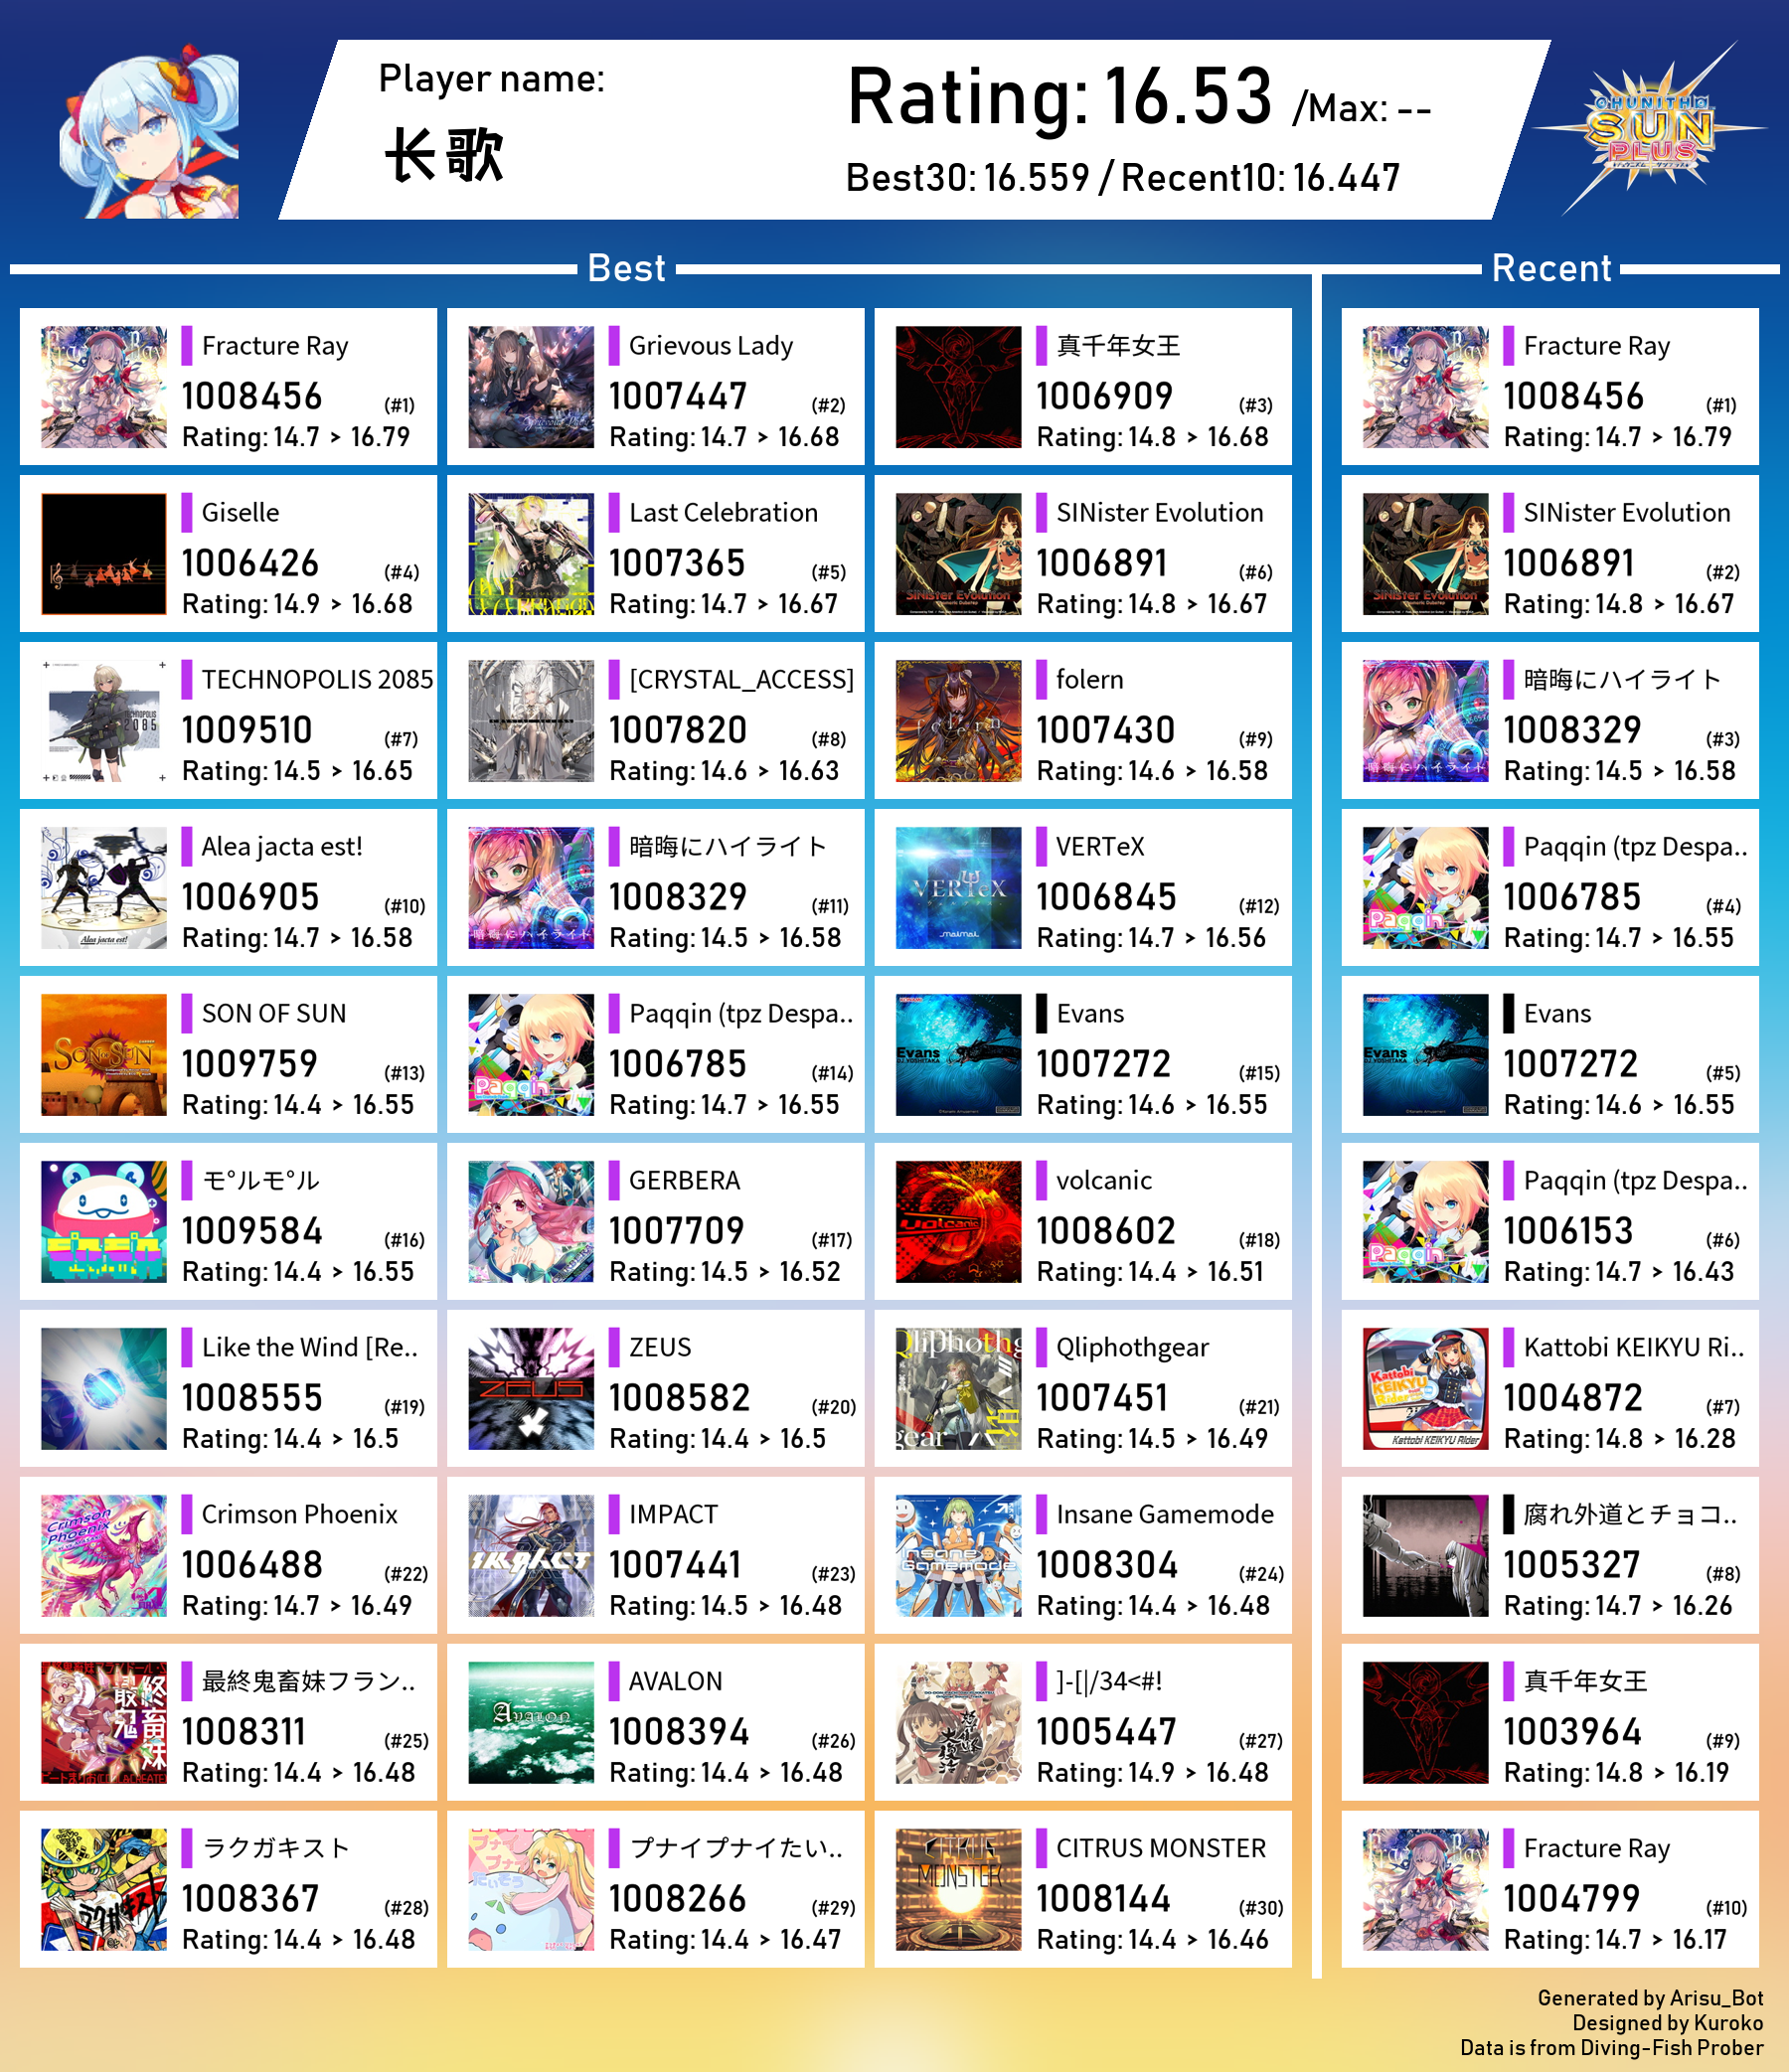 Player name:
长歌
Rating: 16.53 /Max: --
Best30: 16.559 / Recent10: 16.447
CHUNITHM
SUN
PLUS
Best
Recent
Fracture Ray
1008456 (#1)
Rating: 14.7 > 16.79
Grievous Lady
1007447 (#2)
Rating: 14.7 > 16.68
真千年女王
1006909 (#3)
Rating: 14.8 > 16.68
Fracture Ray
1008456 (#1)
Rating: 14.7 > 16.79
Giselle
1006426 (#4)
Rating: 14.9 > 16.68
Last Celebration
1007365 (#5)
Rating: 14.7 > 16.67
SINister Evolution
1006891 (#6)
Rating: 14.8 > 16.67
SINister Evolution
1006891 (#2)
Rating: 14.8 > 16.67
TECHNOPOLIS 2085
1009510 (#7)
Rating: 14.5 > 16.65
[CRYSTAL_ACCESS]
1007820 (#8)
Rating: 14.6 > 16.63
folern
1007430 (#9)
Rating: 14.6 > 16.58
暗晦にハイライト
1008329 (#3)
Rating: 14.5 > 16.58
Alea jacta est!
1006905 (#10)
Rating: 14.7 > 16.58
暗晦にハイライト
1008329 (#11)
Rating: 14.5 > 16.58
VERTeX
1006845 (#12)
Rating: 14.7 > 16.56
Paqqin (tpz Despa..
1006785 (#4)
Rating: 14.7 > 16.55
SON OF SUN
1009759 (#13)
Rating: 14.4 > 16.55
Paqqin (tpz Despa..
1006785 (#14)
Rating: 14.7 > 16.55
Evans
1007272 (#15)
Rating: 14.6 > 16.55
Evans
1007272 (#5)
Rating: 14.6 > 16.55
モ°ルモ°ル
1009584 (#16)
Rating: 14.4 > 16.55
GERBERA
1007709 (#17)
Rating: 14.5 > 16.52
volcanic
1008602 (#18)
Rating: 14.4 > 16.51
Paqqin (tpz Despa..
1006153 (#6)
Rating: 14.7 > 16.43
Like the Wind [Re..
1008555 (#19)
Rating: 14.4 > 16.5
ZEUS
1008582 (#20)
Rating: 14.4 > 16.5
Qliphothgear
1007451 (#21)
Rating: 14.5 > 16.49
Kattobi KEIKYU Ri..
1004872 (#7)
Rating: 14.8 > 16.28
Crimson Phoenix
1006488 (#22)
Rating: 14.7 > 16.49
IMPACT
1007441 (#23)
Rating: 14.5 > 16.48
Insane Gamemode
1008304 (#24)
Rating: 14.4 > 16.48
腐れ外道とチョコ..
1005327 (#8)
Rating: 14.7 > 16.26
最終鬼畜妹フラン..
1008311 (#25)
Rating: 14.4 > 16.48
AVALON
1008394 (#26)
Rating: 14.4 > 16.48
]-[|/34<#!
1005447 (#27)
Rating: 14.9 > 16.48
真千年女王
1003964 (#9)
Rating: 14.8 > 16.19
ラクガキスト
1008367 (#28)
Rating: 14.4 > 16.48
プナイプナイたい..
1008266 (#29)
Rating: 14.4 > 16.47
CITRUS MONSTER
1008144 (#30)
Rating: 14.4 > 16.46
Fracture Ray
1004799 (#10)
Rating: 14.7 > 16.17
Generated by Arisu_Bot
Designed by Kuroko
Data is from Diving-Fish Prober